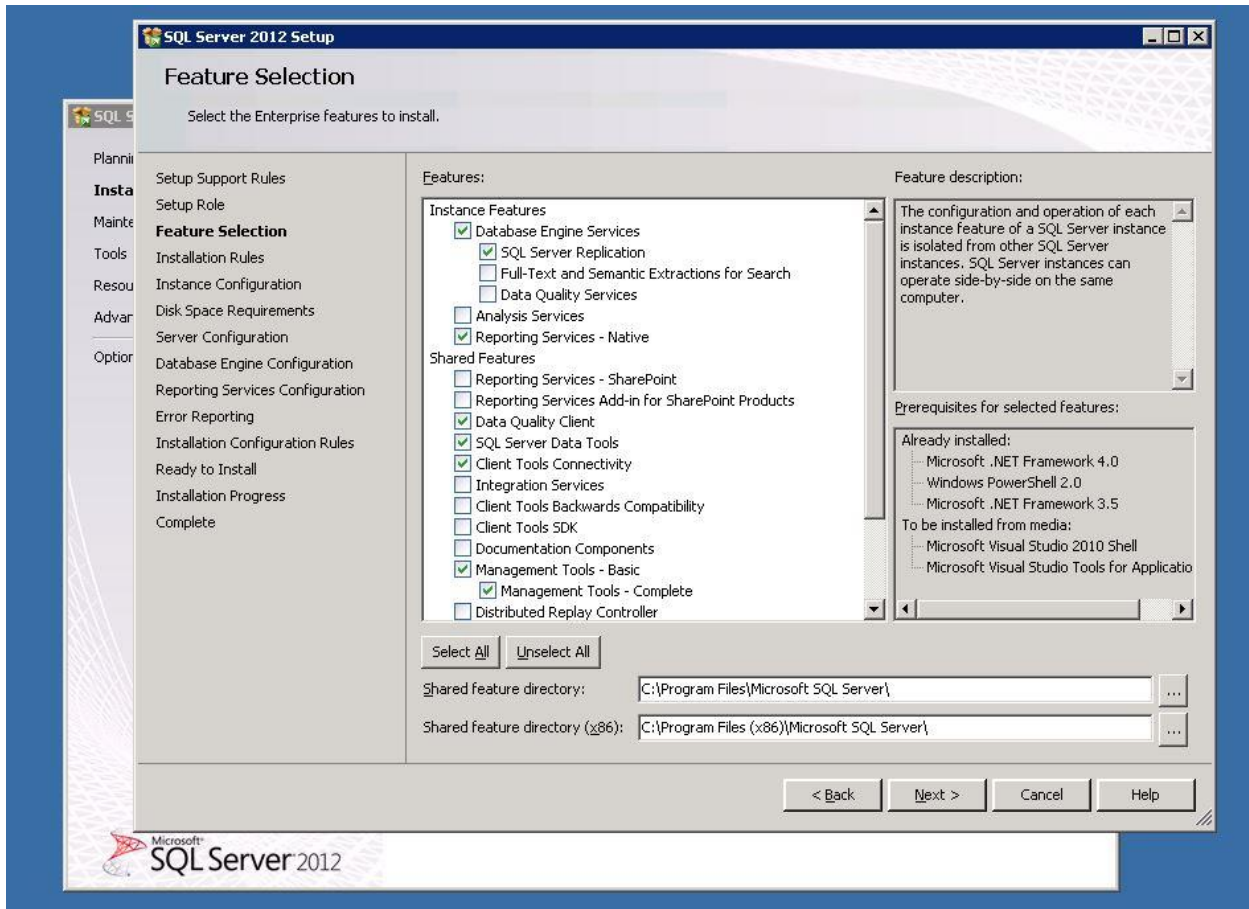 SQL Server 2012 Setup
Feature Selection
Select the Enterprise features to install.
SQL S
Plannin
Insta
Mainte
Tools
Resou
Advan
Option
Setup Support Rules
Setup Role
Feature Selection
Installation Rules
Instance Configuration
Disk Space Requirements
Server Configuration
Database Engine Configuration
Reporting Services Configuration
Error Reporting
Installation Configuration Rules
Ready to Install
Installation Progress
Complete
Features:
Instance Features
Database Engine Services
SQL Server Replication
Full-Text and Semantic Extractions for Search
Data Quality Services
Analysis Services
Reporting Services - Native
Shared Features
Reporting Services - SharePoint
Reporting Services Add-in for SharePoint Products
Data Quality Client
SQL Server Data Tools
Client Tools Connectivity
Integration Services
Client Tools Backwards Compatibility
Client Tools SDK
Documentation Components
Management Tools - Basic
Management Tools - Complete
Distributed Replay Controller
Feature description:
The configuration and operation of each
instance feature of a SQL Server instance
is isolated from other SQL Server
instances. SQL Server instances can
operate side-by-side on the same
computer.
Prerequisites for selected features:
Already installed:
Microsoft .NET Framework 4.0
Windows PowerShell 2.0
Microsoft .NET Framework 3.5
To be installed from media:
Microsoft Visual Studio 2010 Shell
Microsoft Visual Studio Tools for Applicatio
Select All Unselect All
Shared feature directory: C:\Program Files\Microsoft SQL Server\ ...
Shared feature directory (x86): C:\Program Files (x86)\Microsoft SQL Server\ ...
< Back Next > Cancel Help
Microsoft
SQL Server 2012